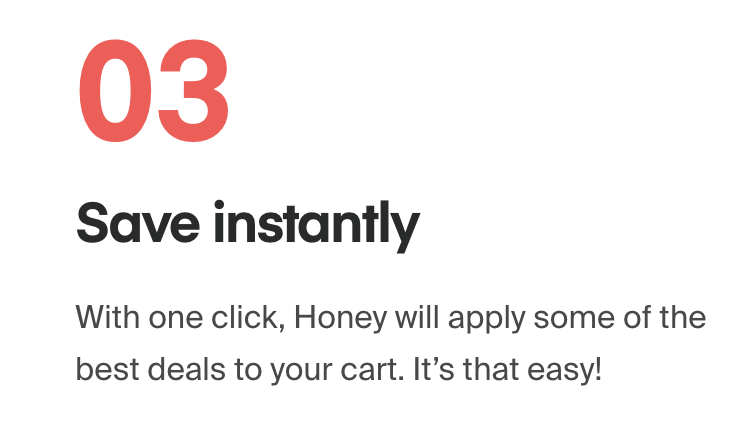 03
Save instantly
With one click, Honey will apply some of the
best deals to your cart. It’s that easy!